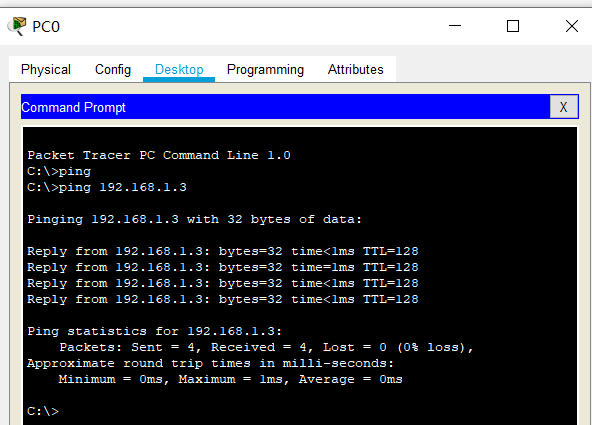 PC0
Physical Config Desktop Programming Attributes
Command Prompt
X
Packet Tracer PC Command Line 1.0
C:\>ping
C:\>ping 192.168.1.3
Pinging 192.168.1.3 with 32 bytes of data:
Reply from 192.168.1.3: bytes=32 time<1ms TTL=128
Reply from 192.168.1.3: bytes=32 time=1ms TTL=128
Reply from 192.168.1.3: bytes=32 time<1ms TTL=128
Reply from 192.168.1.3: bytes=32 time<1ms TTL=128
Ping statistics for 192.168.1.3:
Packets: Sent = 4, Received = 4, Lost = 0 (0% loss),
Approximate round trip times in milli-seconds:
Minimum = 0ms, Maximum = 1ms, Average = 0ms
C:\>